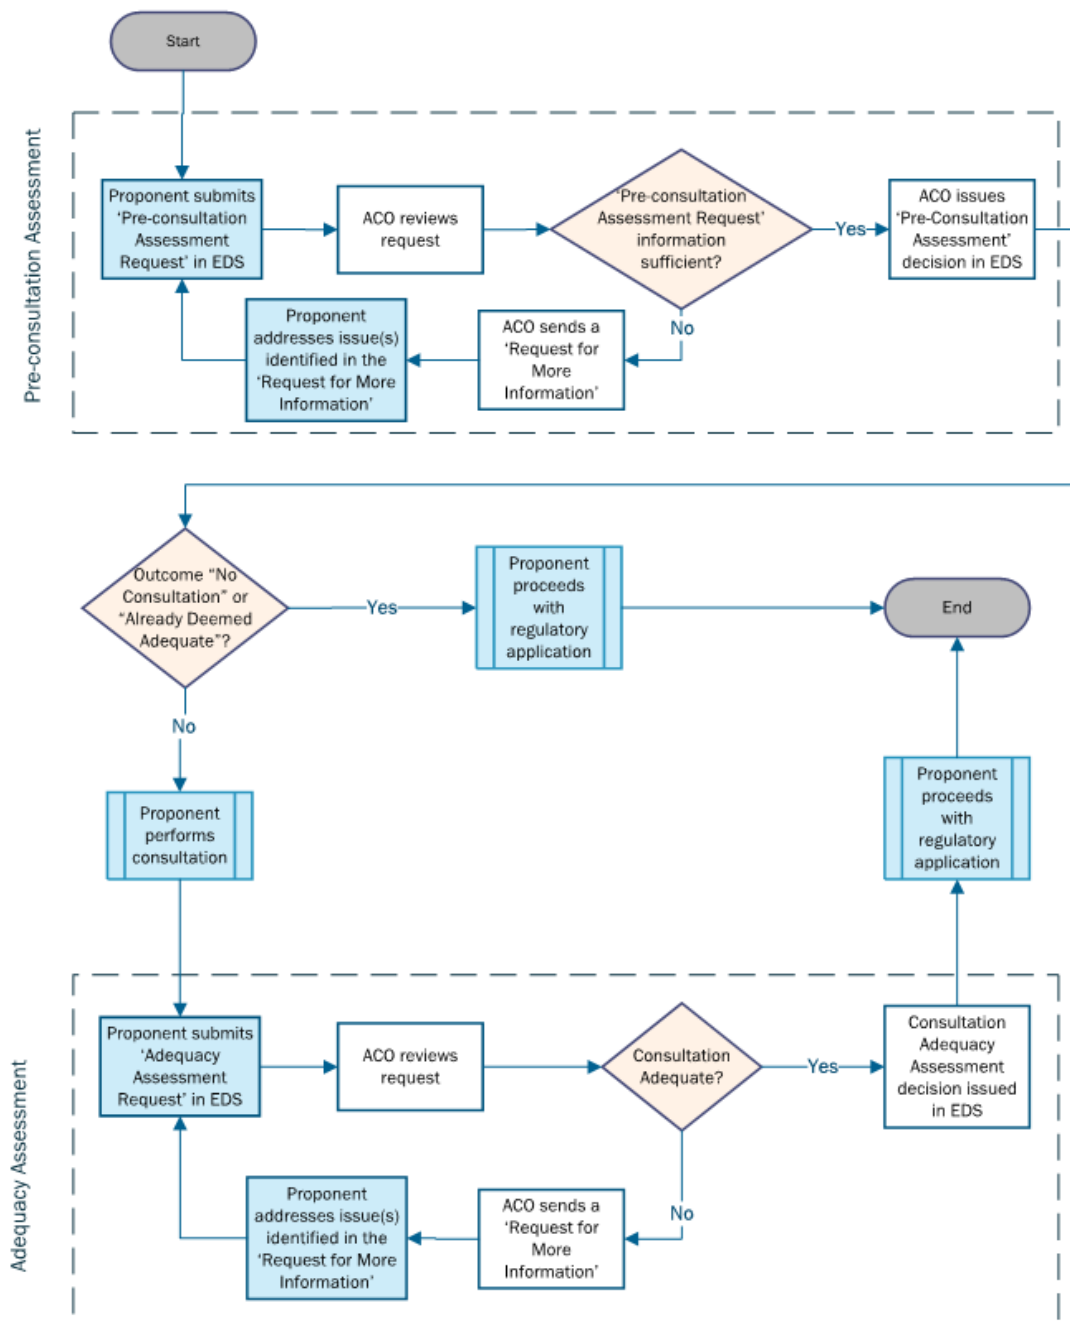 Start
Pre-consultation Assessment
Proponent submits
‘Pre-consultation
Assessment
Request’ in EDS
ACO reviews
request
‘Pre-consultation
Assessment Request’
information
sufficient?
Yes
ACO issues
‘Pre-Consultation
Assessment’
decision in EDS
No
ACO sends a
‘Request for
More
Information’
Proponent
addresses issue(s)
identified in the
‘Request for More
Information’
Outcome “No
Consultation” or
“Already Deemed
Adequate”?
Yes
Proponent
proceeds
with
regulatory
application
End
No
Proponent
performs
consultation
Proponent
proceeds
with
regulatory
application
Adequacy Assessment
Proponent submits
‘Adequacy
Assessment
Request’ in EDS
ACO reviews
request
Consultation
Adequate?
Yes
Consultation
Adequacy
Assessment
decision issued
in EDS
No
ACO sends a
‘Request for
More
Information’
Proponent
addresses issue(s)
identified in the
‘Request for More
Information’